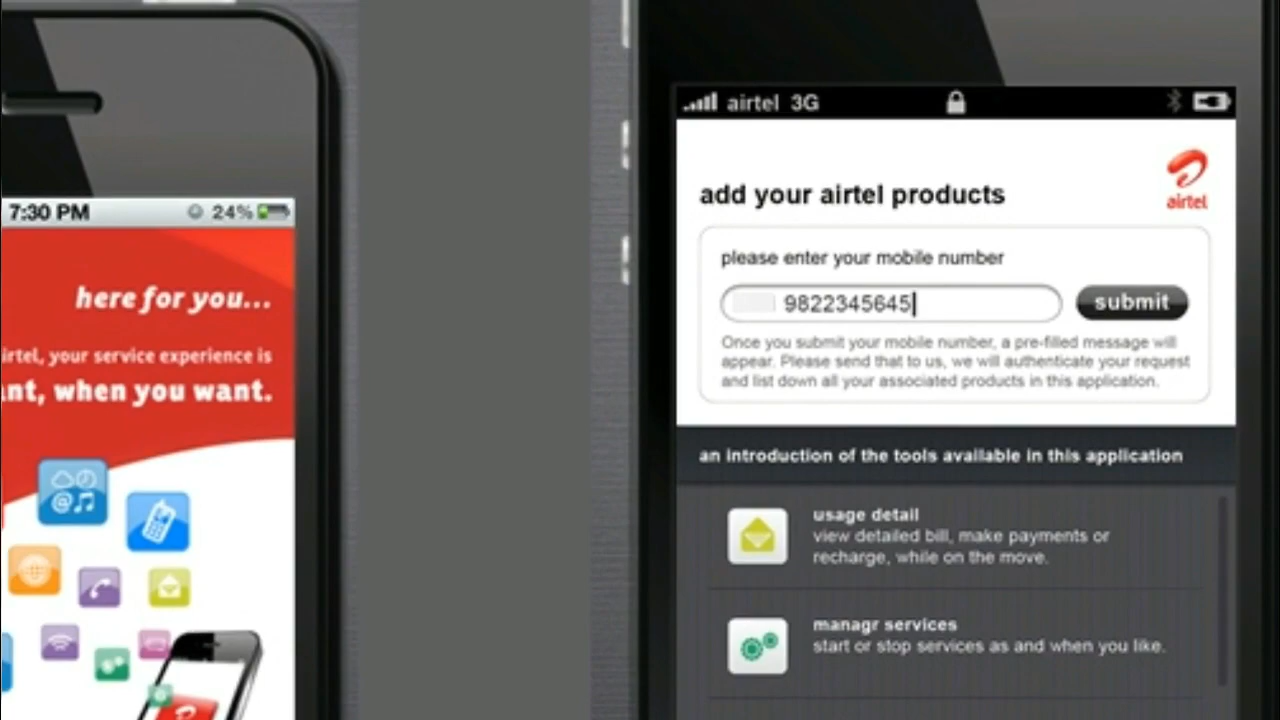 7:30 PM 24%
here for you...
irtel, your service experience is
ant, when you want.
airtel 3G
add your airtel products
airtel
please enter your mobile number
9822345645
submit
Once you submit your mobile number, a pre-filled message will
appear. Please send that to us, we will authenticate your request
and list down all your associated products in this application.
an introduction of the tools available in this application
usage detail
view detailed bill, make payments or
recharge, while on the move.
managr services
start or stop services as and when you like.